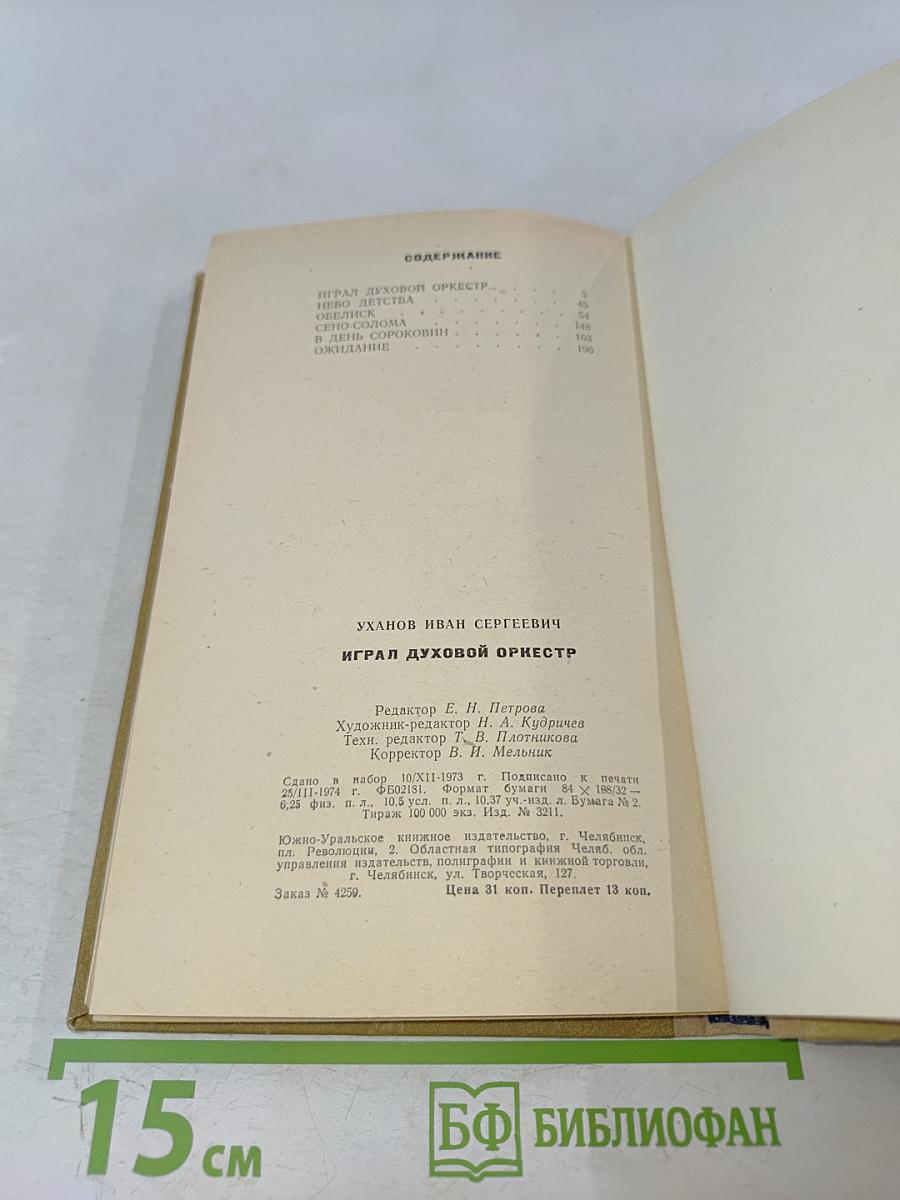 СОДЕРЖАНИЕ
ИГРАЛ ДУХОВОЙ ОРКЕСТР... . . . 5
НЕБО ДЕТСТВА . . . . . . . 45
ОБЕЛИСК . . . . . . . . 54
СЕНО-СОЛОМА . . . . . . . 148
В ДЕНЬ СОРОКОВИН . . . . . . 163
ОЖИДАНИЕ . . . . . . . . 196
УХАНОВ ИВАН СЕРГЕЕВИЧ
ИГРАЛ ДУХОВОЙ ОРКЕСТР
Редактор Е. Н. Петрова
Художник-редактор Н. А. Кудричев
Техн. редактор Т. В. Плотникова
Корректор В. И. Мельник
Сдано в набор 10/XII-1973 г. Подписано к печати
25/III-1974 г. ФБ02181. Формат бумаги 84 × 188/32 —
6,25 физ. п. л., 10,5 усл. п. л., 10,37 уч.-изд. л. Бумага № 2.
Тираж 100 000 экз. Изд. № 3211.
Южно-Уральское книжное издательство, г. Челябинск,
пл. Революции, 2. Областная типография Челяб. обл.
управления издательств, полиграфии и книжной торговли,
г. Челябинск, ул. Творческая, 127.
Заказ № 4259. Цена 31 коп. Переплет 13 коп.
15 см
БФ БИБЛИОФАН